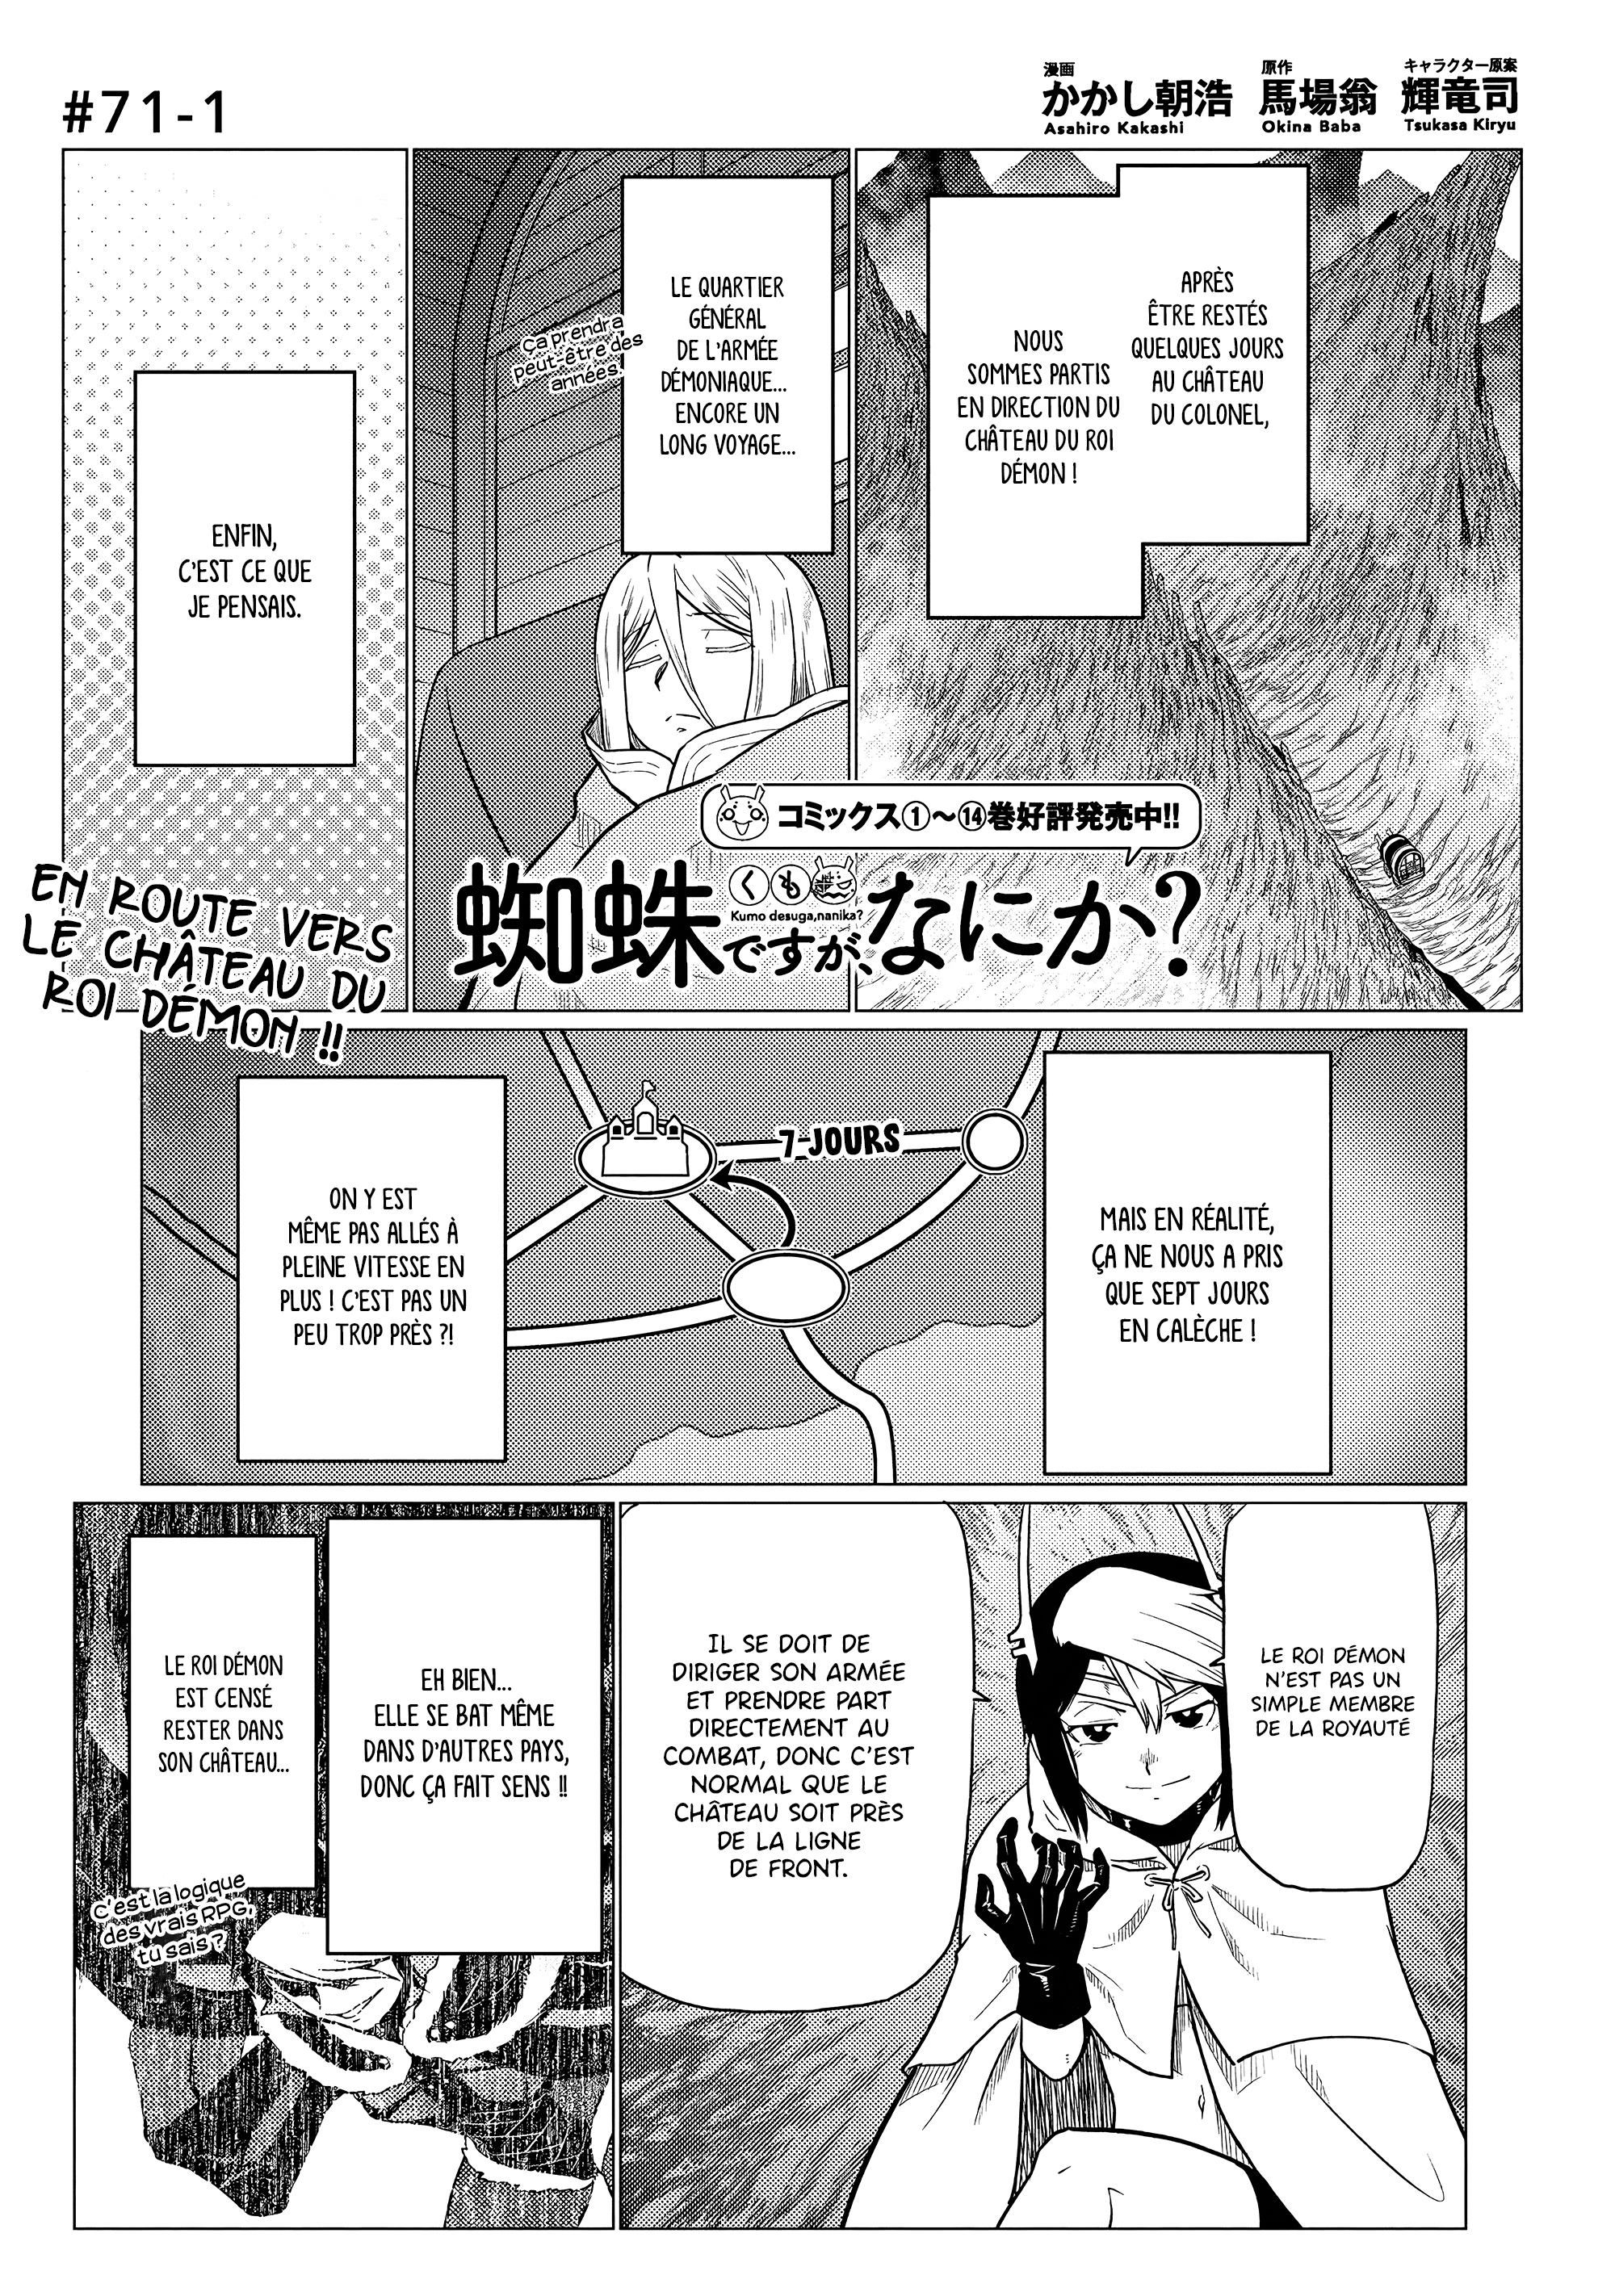 #71-1
漫画
かかし朝浩
Asahiro Kakashi
原作
馬場翁
Okina Baba
キャラクター原案
輝竜司
Tsukasa Kiryu
APRÈS
ÊTRE RESTÉS
QUELQUES JOURS
AU CHÂTEAU
DU COLONEL,
NOUS
SOMMES PARTIS
EN DIRECTION DU
CHÂTEAU DU ROI
DÉMON !
LE QUARTIER
GÉNÉRAL
DE L'ARMÉE
DÉMONIAQUE...
ENCORE UN
LONG VOYAGE...
Ça prendra
peut-être des
années.
ENFIN,
C'EST CE QUE
JE PENSAIS.
コミックス①〜⑭巻好評発売中!!
蜘蛛ですが、なにか?
くも
Kumo desuga,nanika?
EN ROUTE VERS
LE CHÂTEAU DU
ROI DÉMON !!
MAIS EN RÉALITÉ,
ÇA NE NOUS A PRIS
QUE SEPT JOURS
EN CALÈCHE !
7 JOURS
ON Y EST
MÊME PAS ALLÉS À
PLEINE VITESSE EN
PLUS ! C'EST PAS UN
PEU TROP PRÈS ?!
LE ROI DÉMON
N'EST PAS UN
SIMPLE MEMBRE
DE LA ROYAUTÉ
IL SE DOIT DE
DIRIGER SON ARMÉE
ET PRENDRE PART
DIRECTEMENT AU
COMBAT, DONC C'EST
NORMAL QUE LE
CHÂTEAU SOIT PRÈS
DE LA LIGNE
DE FRONT.
EH BIEN...
ELLE SE BAT MÊME
DANS D'AUTRES PAYS,
DONC ÇA FAIT SENS !!
LE ROI DÉMON
EST CENSÉ
RESTER DANS
SON CHÂTEAU...
C'est la logique
des vrais RPG,
tu sais ?